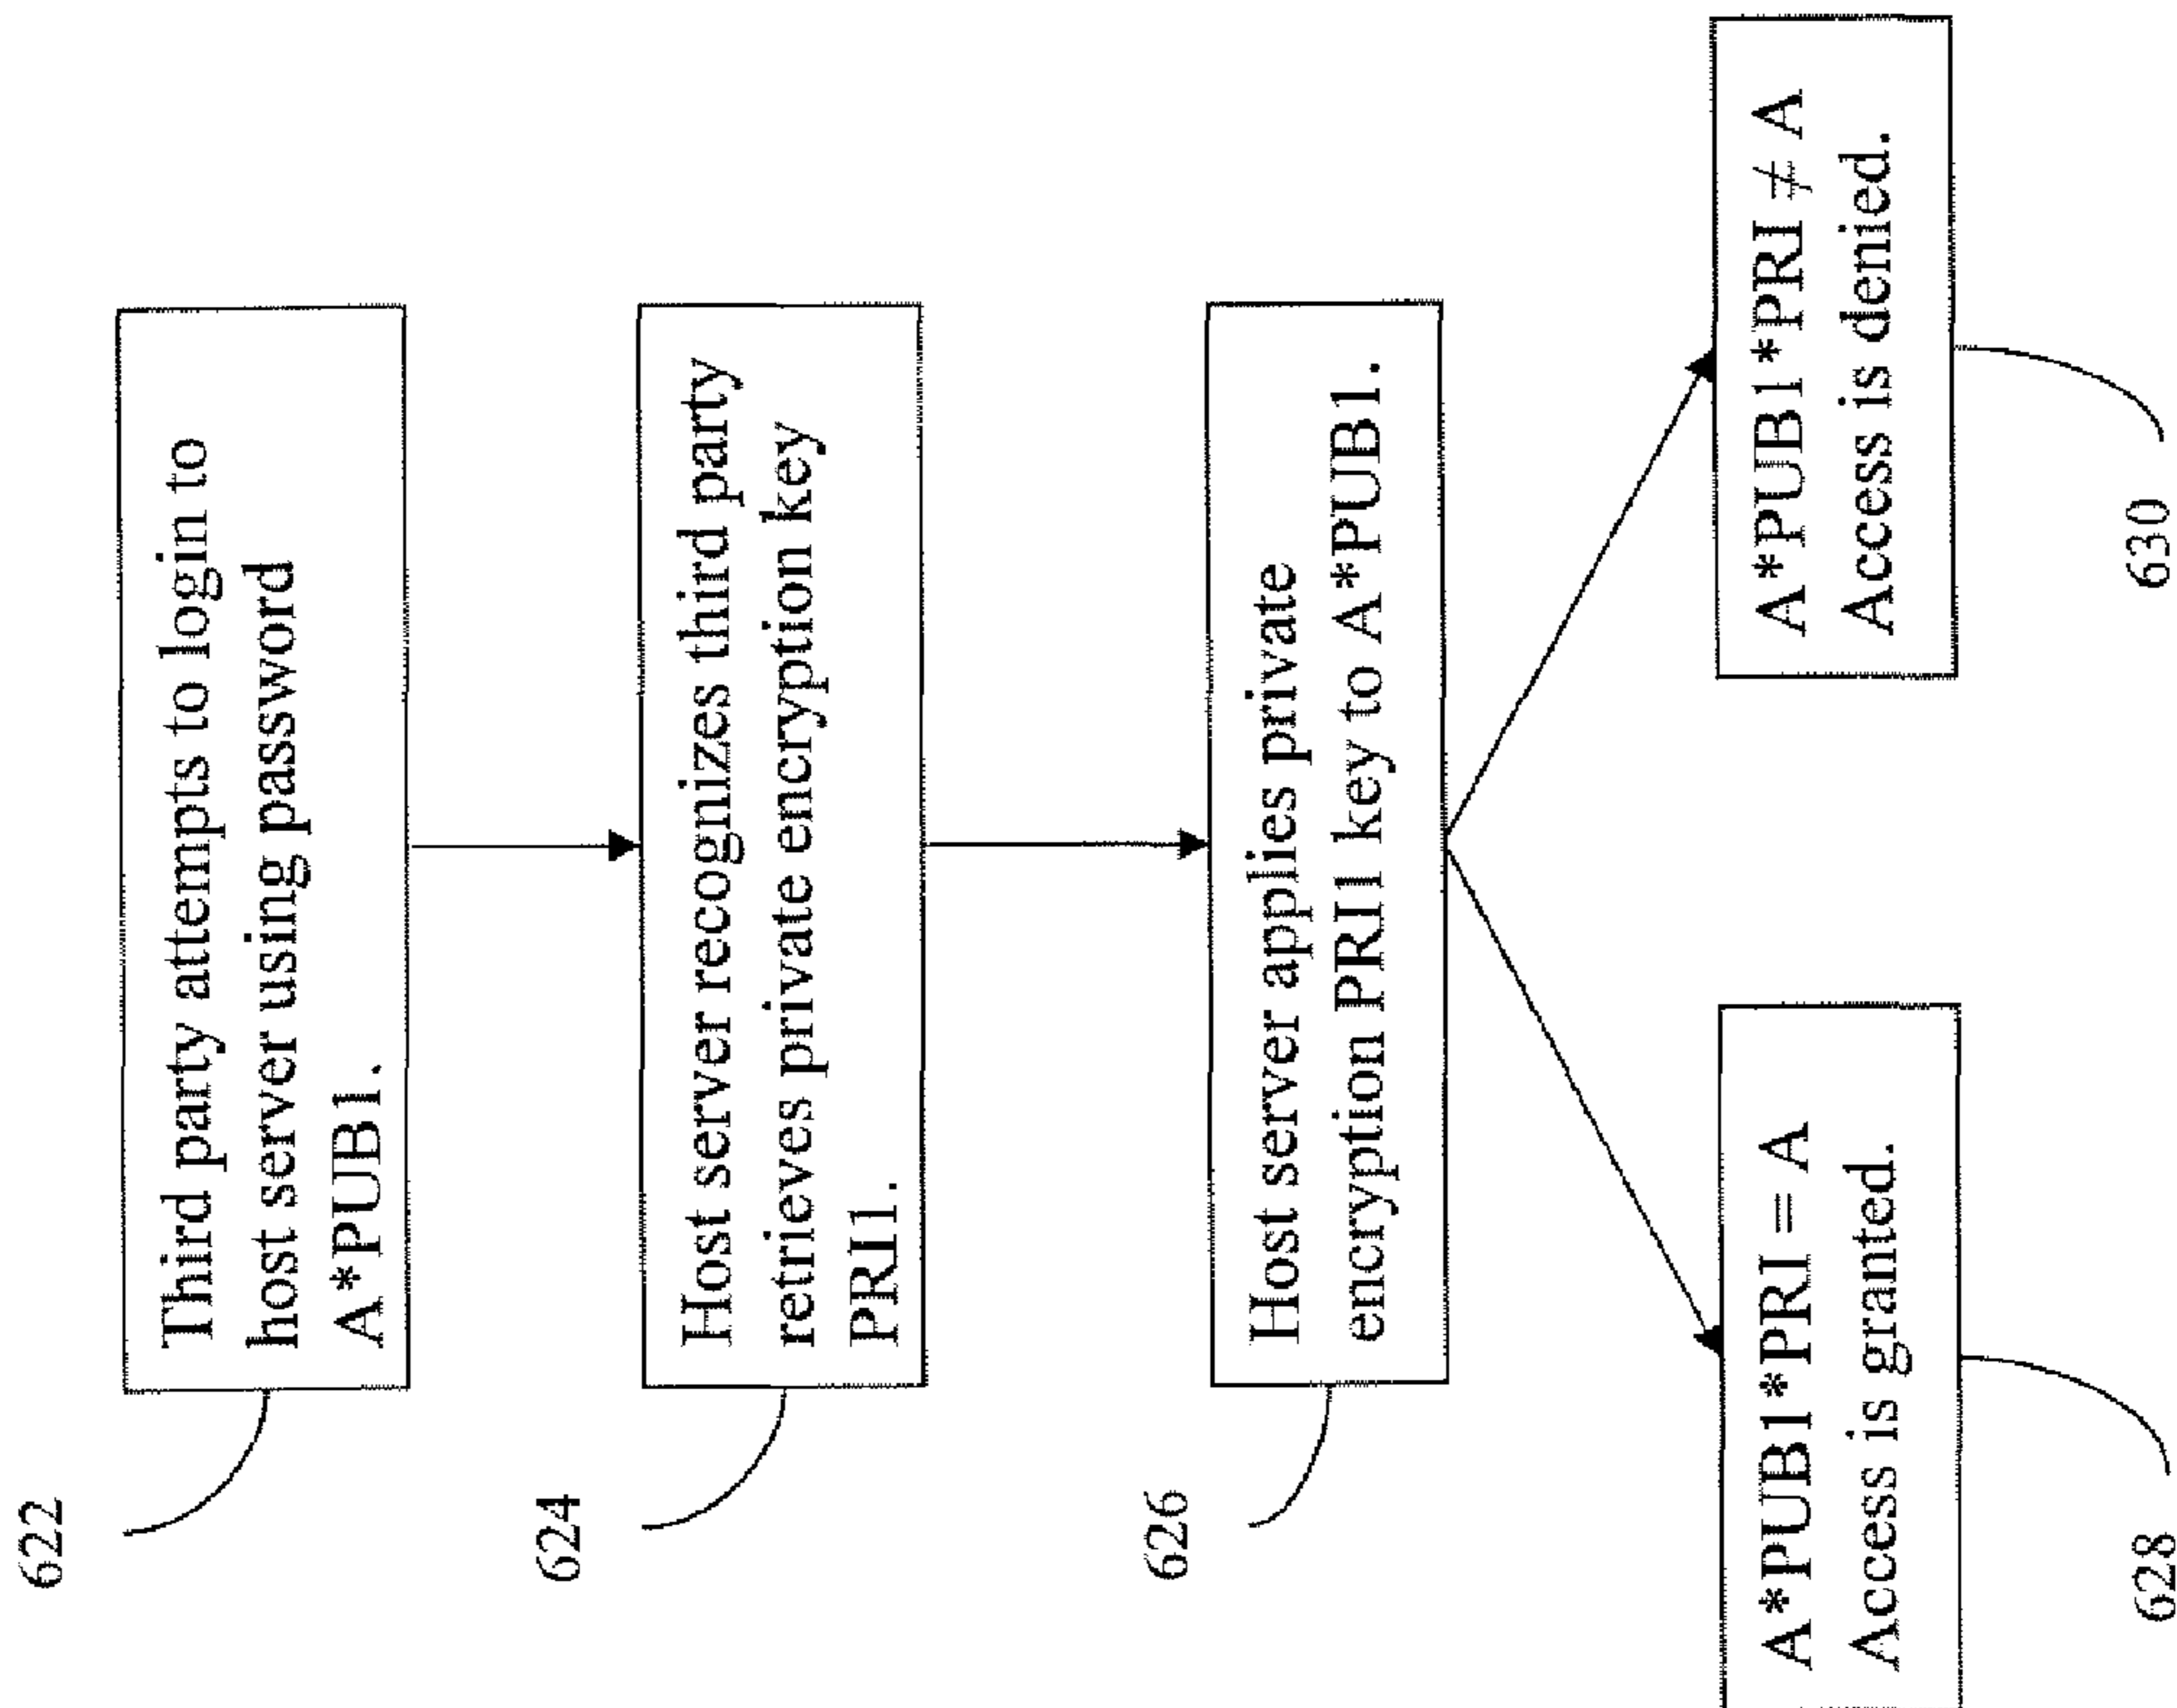 622
Third party attempts to login to
host server using password
A*PUB1.
624
Host server recognizes third party
retrieves private encryption key
PRI1.
626
Host server applies private
encryption PRI1 key to A*PUB1.
A*PUB1*PRI = A
Access is granted.
628
A*PUB1*PRI ≠ A
Access is denied.
630